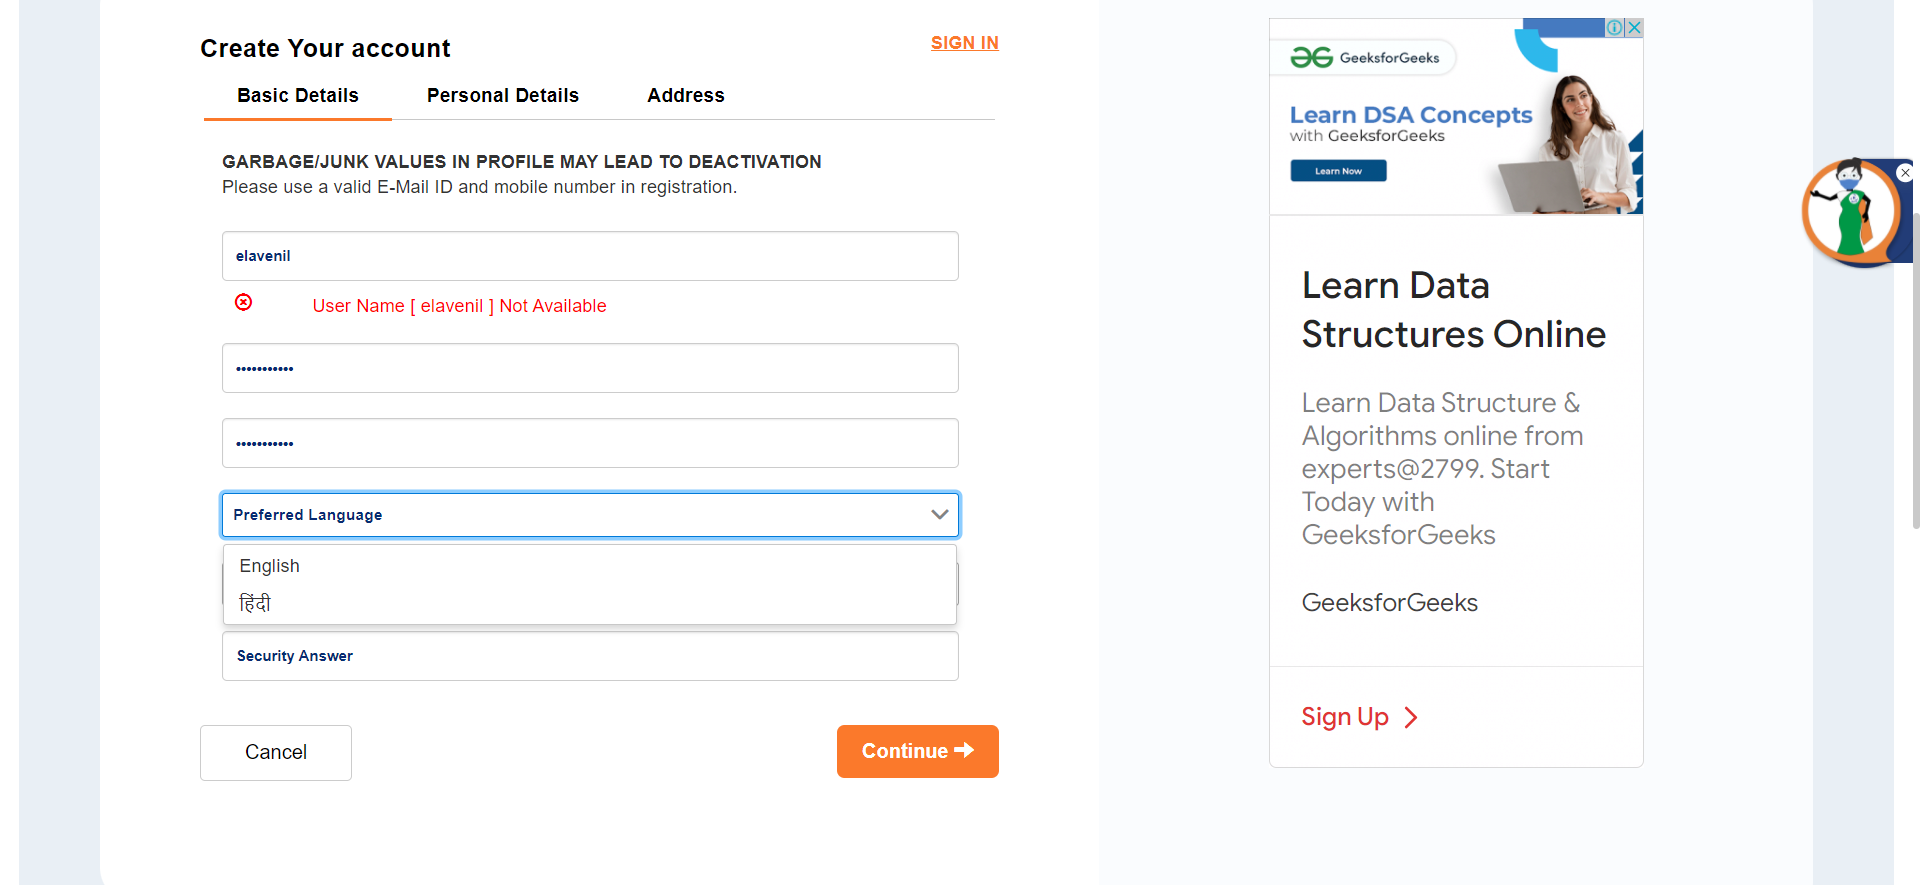 Create Your account
SIGN IN
Basic Details
Personal Details
Address
GARBAGE/JUNK VALUES IN PROFILE MAY LEAD TO DEACTIVATION
Please use a valid E-Mail ID and mobile number in registration.
elavenil
User Name [ elavenil ] Not Available
•••••••••••
•••••••••••
Preferred Language
English
हिंदी
Security Answer
Cancel
Continue
GeeksforGeeks
Learn DSA Concepts
with GeeksforGeeks
Learn Now
Learn Data
Structures Online
Learn Data Structure &
Algorithms online from
experts@2799. Start
Today with
GeeksforGeeks
GeeksforGeeks
Sign Up